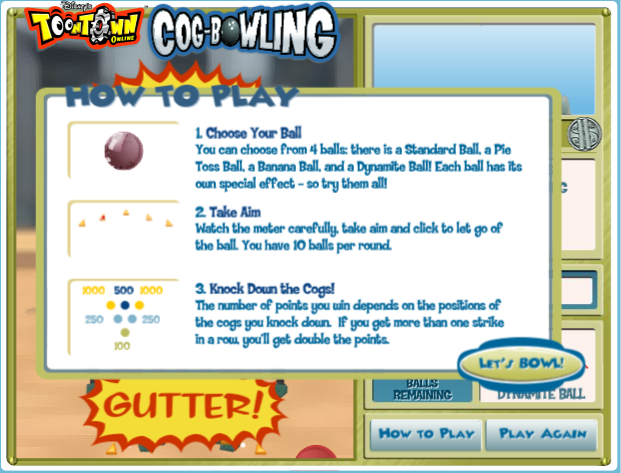 Disney's
TOONTOWN
ONLINE
COG-BOWLING
HOW TO PLAY
1. Choose Your Ball
You can choose from 4 balls: there is a Standard Ball, a Pie
Toss Ball, a Banana Ball, and a Dynamite Ball! Each ball has its
own special effect - so try them all!
2. Take Aim
Watch the meter carefully, take aim and click to let go of
the ball. You have 10 balls per round.
1000 500 1000
250 250
100
3. Knock Down the Cogs!
The number of points you win depends on the positions of
the cogs you knock down. If you get more than one strike
in a row, you'll get double the points.
LET'S BOWL!
GUTTER!
BALLS
REMAINING
DYNAMITE BALL
HOW TO PLAY
PLAY AGAIN